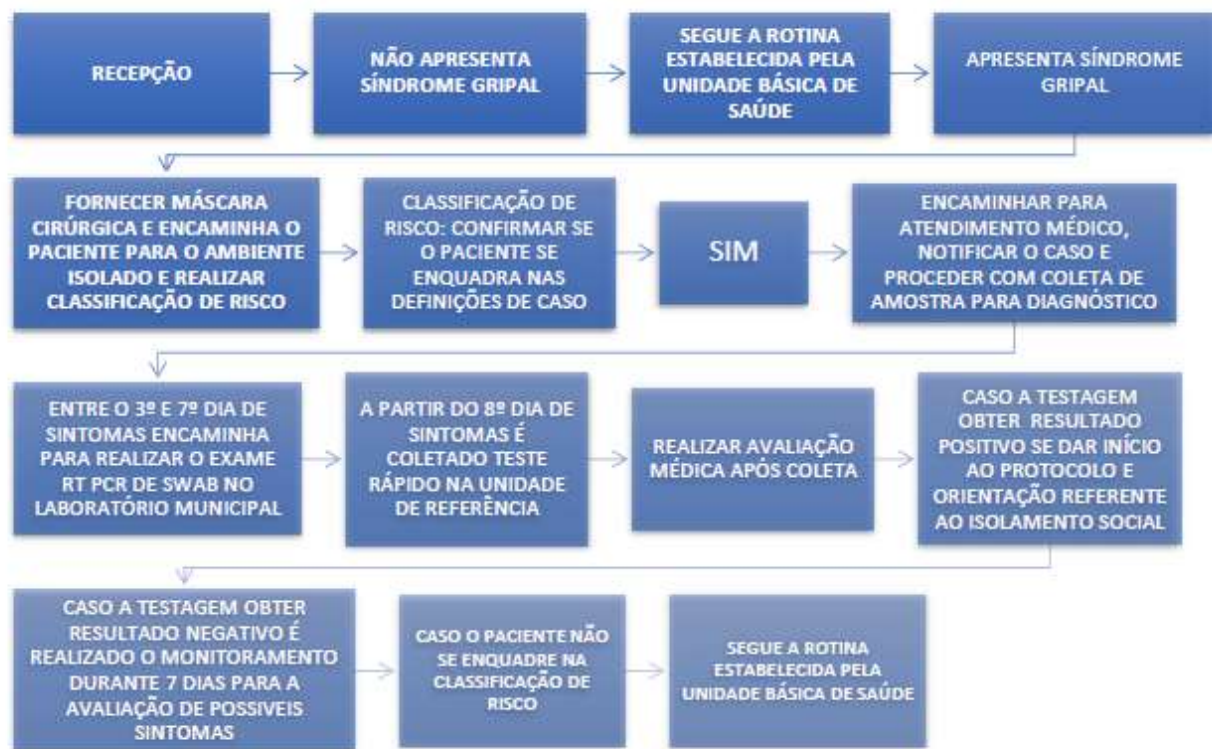 RECEPÇÃO
NÃO APRESENTA
SÍNDROME GRIPAL
SEGUE A ROTINA
ESTABELECIDA PELA
UNIDADE BÁSICA DE
SAÚDE
APRESENTA SÍNDROME
GRIPAL
FORNECER MÁSCARA
CIRÚRGICA E ENCAMINHA O
PACIENTE PARA O AMBIENTE
ISOLADO E REALIZAR
CLASSIFICAÇÃO DE RISCO
CLASSIFICAÇÃO DE
RISCO: CONFIRMAR SE
O PACIENTE SE
ENQUADRA NAS
DEFINIÇÕES DE CASO
SIM
ENCAMINHAR PARA
ATENDIMENTO MÉDICO,
NOTIFICAR O CASO E
PROCEDER COM COLETA DE
AMOSTRA PARA DIAGNÓSTICO
ENTRE O 3º E 7º DIA DE
SINTOMAS ENCAMINHA
PARA REALIZAR O EXAME
RT PCR DE SWAB NO
LABORATÓRIO MUNICIPAL
A PARTIR DO 8º DIA DE
SINTOMAS É
COLETADO TESTE
RÁPIDO NA UNIDADE
DE REFERÊNCIA
REALIZAR AVALIAÇÃO
MÉDICA APÓS COLETA
CASO A TESTAGEM
OBTER RESULTADO
POSITIVO SE DAR INÍCIO
AO PROTOCOLO E
ORIENTAÇÃO REFERENTE
AO ISOLAMENTO SOCIAL
CASO A TESTAGEM OBTER
RESULTADO NEGATIVO É
REALIZADO O MONITORAMENTO
DURANTE 7 DIAS PARA A
AVALIAÇÃO DE POSSIVEIS
SINTOMAS
CASO O PACIENTE NÃO
SE ENQUADRE NA
CLASSIFICAÇÃO DE
RISCO
SEGUE A ROTINA
ESTABELECIDA PELA
UNIDADE BÁSICA DE SAÚDE